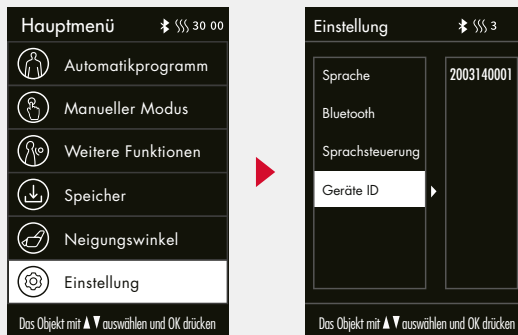 Hauptmenü 30 00
Automatikprogramm
Manueller Modus
Weitere Funktionen
Speicher
Neigungswinkel
Einstellung
Das Objekt mit ▲▼ auswählen und OK drücken
Einstellung 3
Sprache
Bluetooth
Sprachsteuerung
Geräte ID
2003140001
Das Objekt mit ▲▼ auswählen und OK drücken